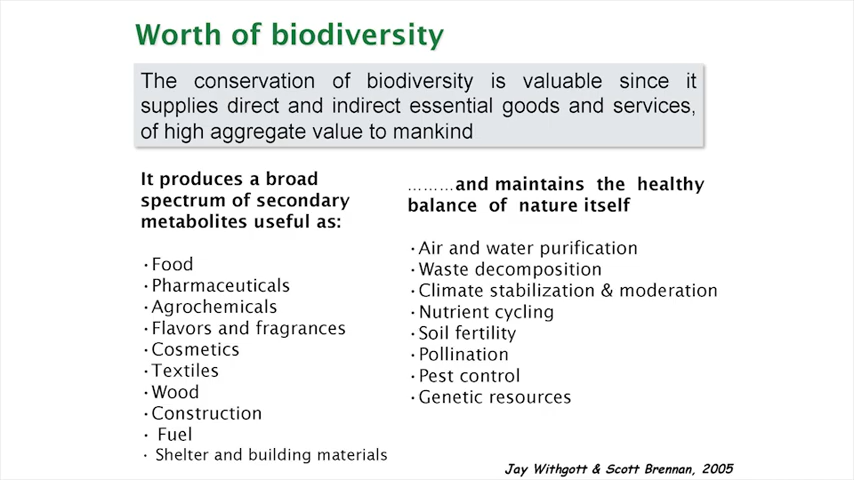 Worth of biodiversity
The conservation of biodiversity is valuable since it
supplies direct and indirect essential goods and services,
of high aggregate value to mankind
It produces a broad
spectrum of secondary
metabolites useful as:
·Food
·Pharmaceuticals
·Agrochemicals
·Flavors and fragrances
·Cosmetics
·Textiles
·Wood
·Construction
· Fuel
· Shelter and building materials
………and maintains the healthy
balance of nature itself
·Air and water purification
·Waste decomposition
·Climate stabilization & moderation
·Nutrient cycling
·Soil fertility
·Pollination
·Pest control
·Genetic resources
Jay Withgott & Scott Brennan, 2005